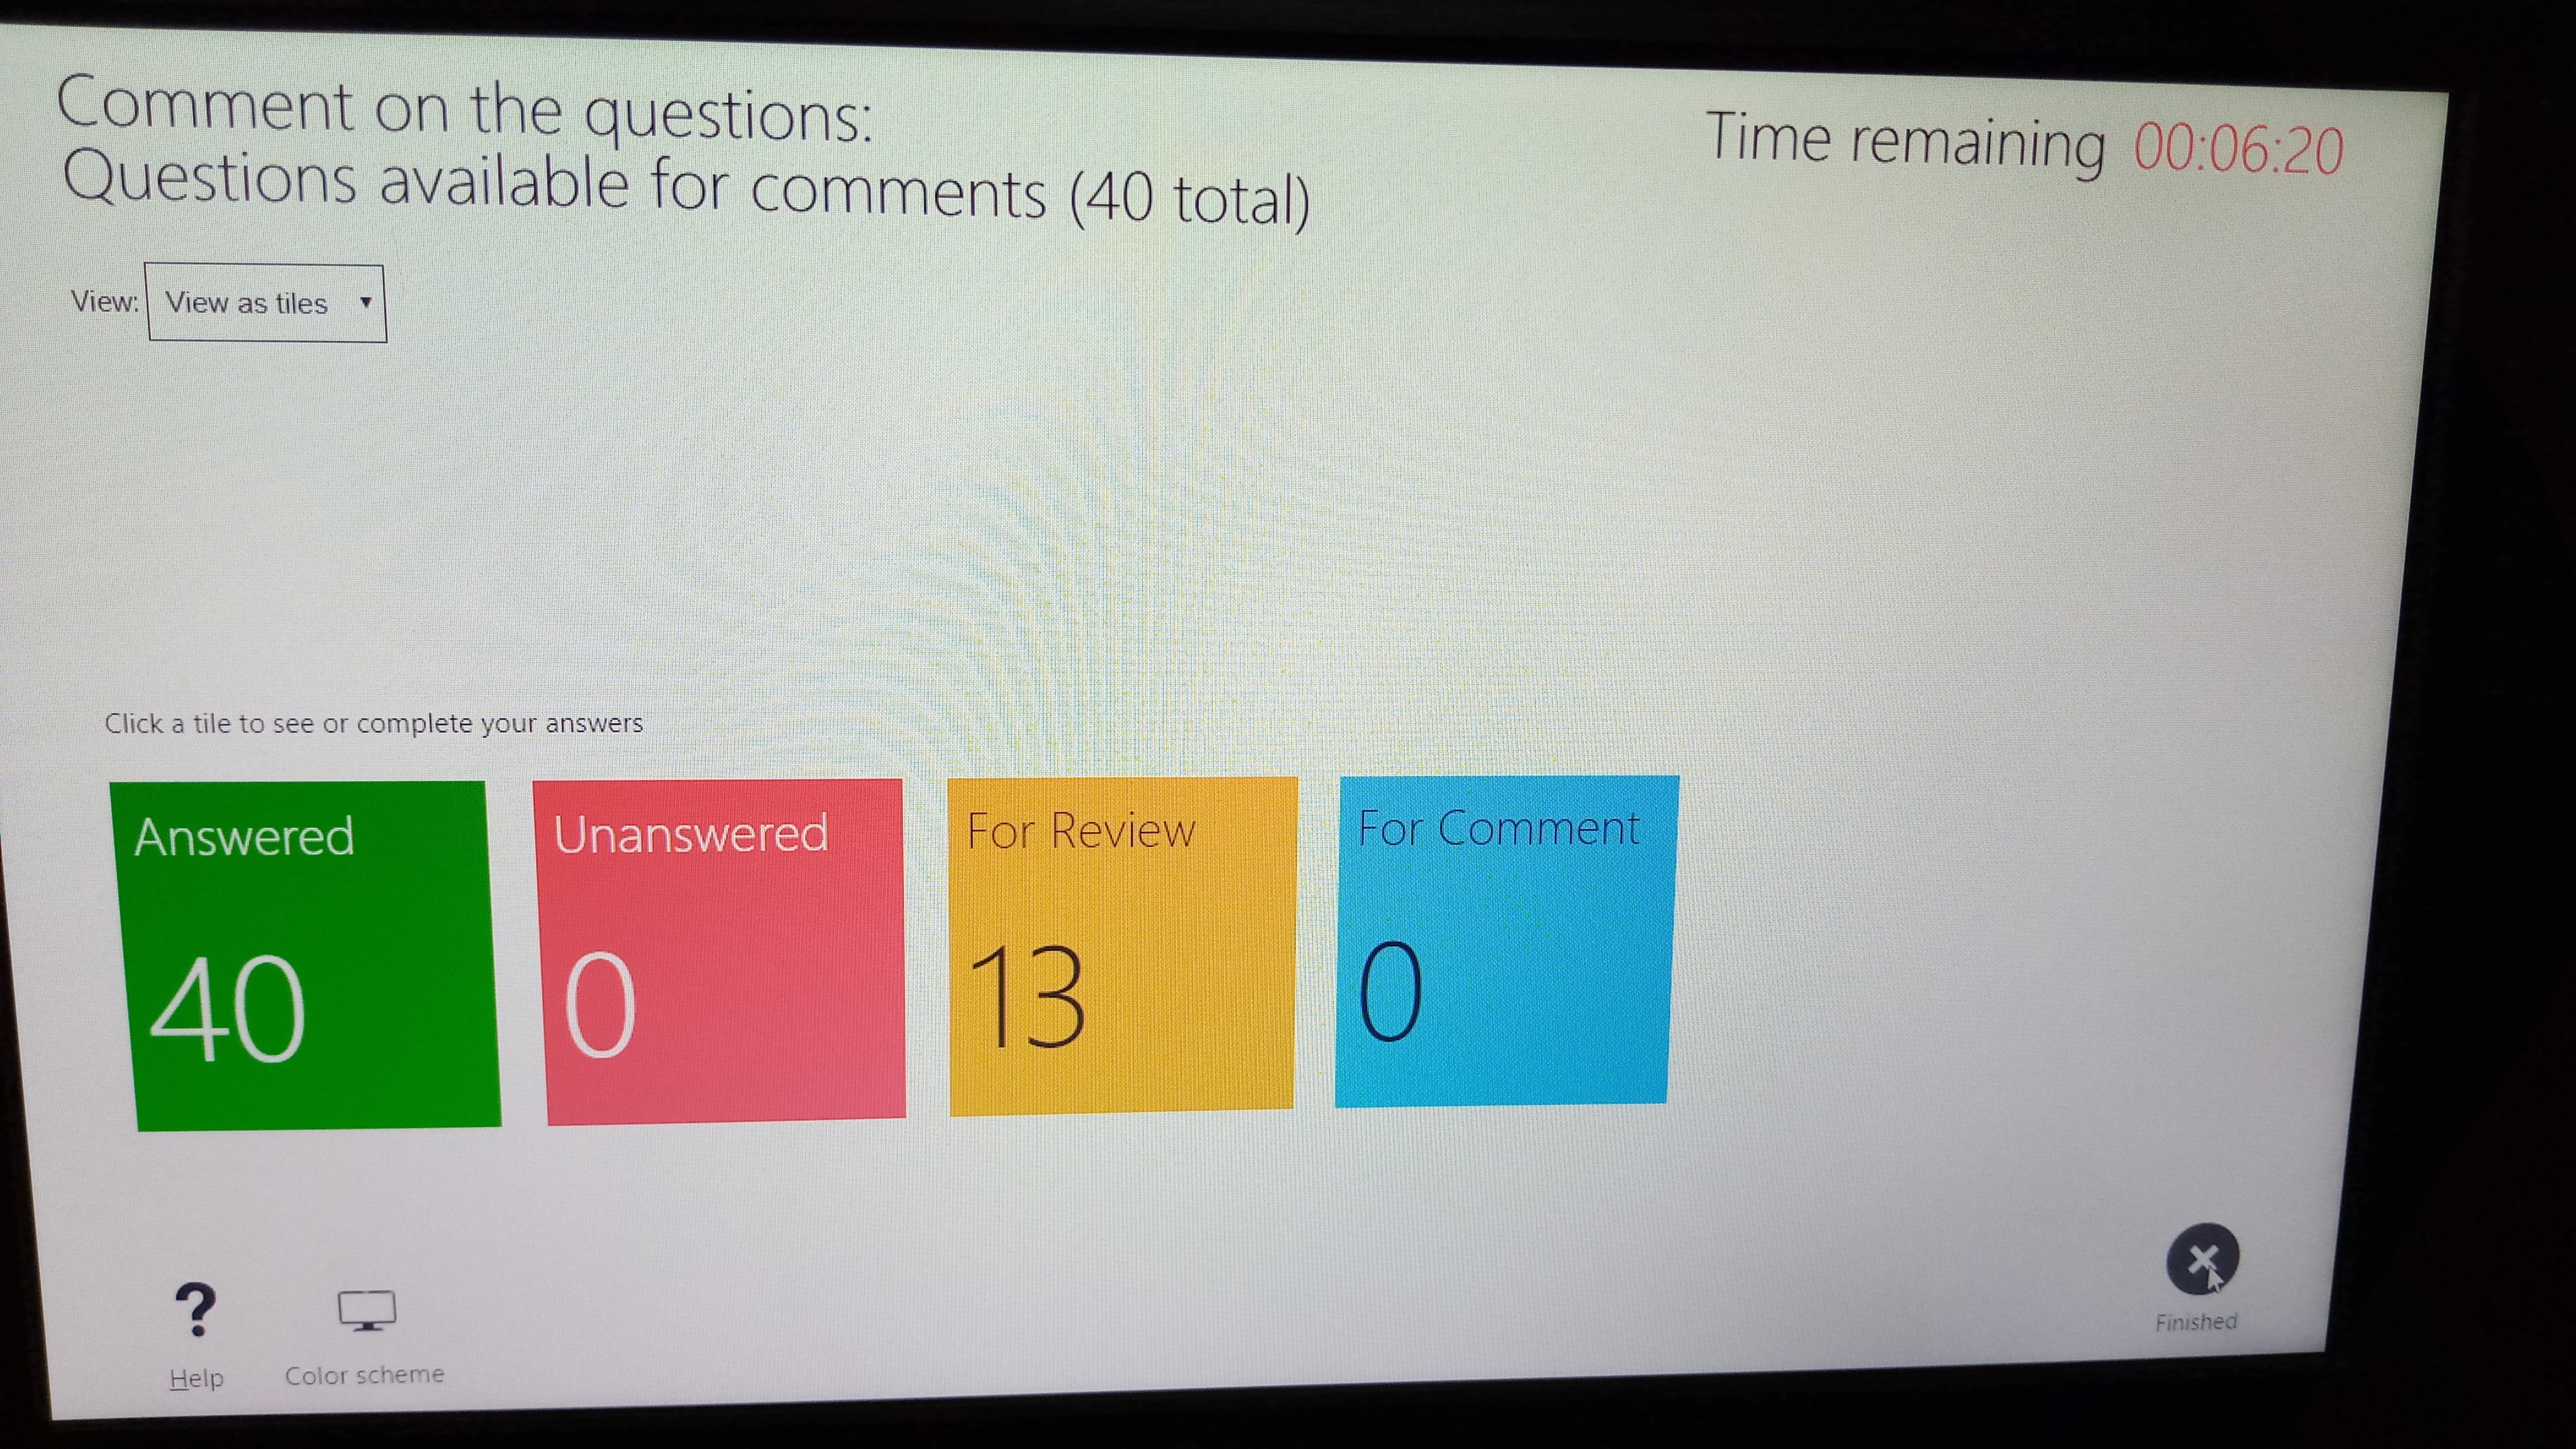 Comment on the questions:
Questions available for comments (40 total)
Time remaining 00:06:20
View: View as tiles
Click a tile to see or complete your answers
Answered
40
Unanswered
0
For Review
13
For Comment
0
? 
Help
Color scheme
Finished